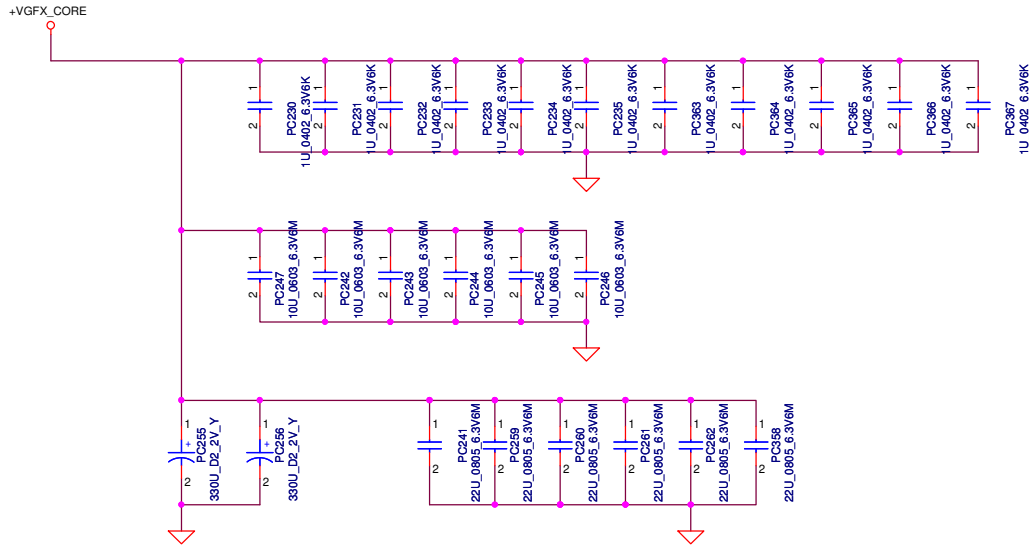 +VGFX_CORE
1
2
PC230
1U_0402_6.3V6K
1
2
PC231
1U_0402_6.3V6K
1
2
PC232
1U_0402_6.3V6K
1
2
PC233
1U_0402_6.3V6K
1
2
PC234
1U_0402_6.3V6K
1
2
PC235
1U_0402_6.3V6K
1
2
PC363
1U_0402_6.3V6K
1
2
PC364
1U_0402_6.3V6K
1
2
PC365
1U_0402_6.3V6K
1
2
PC366
1U_0402_6.3V6K
1
2
PC367
1U_0402_6.3V6K
1
2
PC247
10U_0603_6.3V6M
1
2
PC242
10U_0603_6.3V6M
1
2
PC243
10U_0603_6.3V6M
1
2
PC244
10U_0603_6.3V6M
1
2
PC245
10U_0603_6.3V6M
1
2
PC246
10U_0603_6.3V6M
1
+
2
PC255
330U_D2_2V_Y
1
+
2
PC256
330U_D2_2V_Y
1
2
PC241
22U_0805_6.3V6M
1
2
PC259
22U_0805_6.3V6M
1
2
PC260
22U_0805_6.3V6M
1
2
PC261
22U_0805_6.3V6M
1
2
PC262
22U_0805_6.3V6M
1
2
PC358
22U_0805_6.3V6M